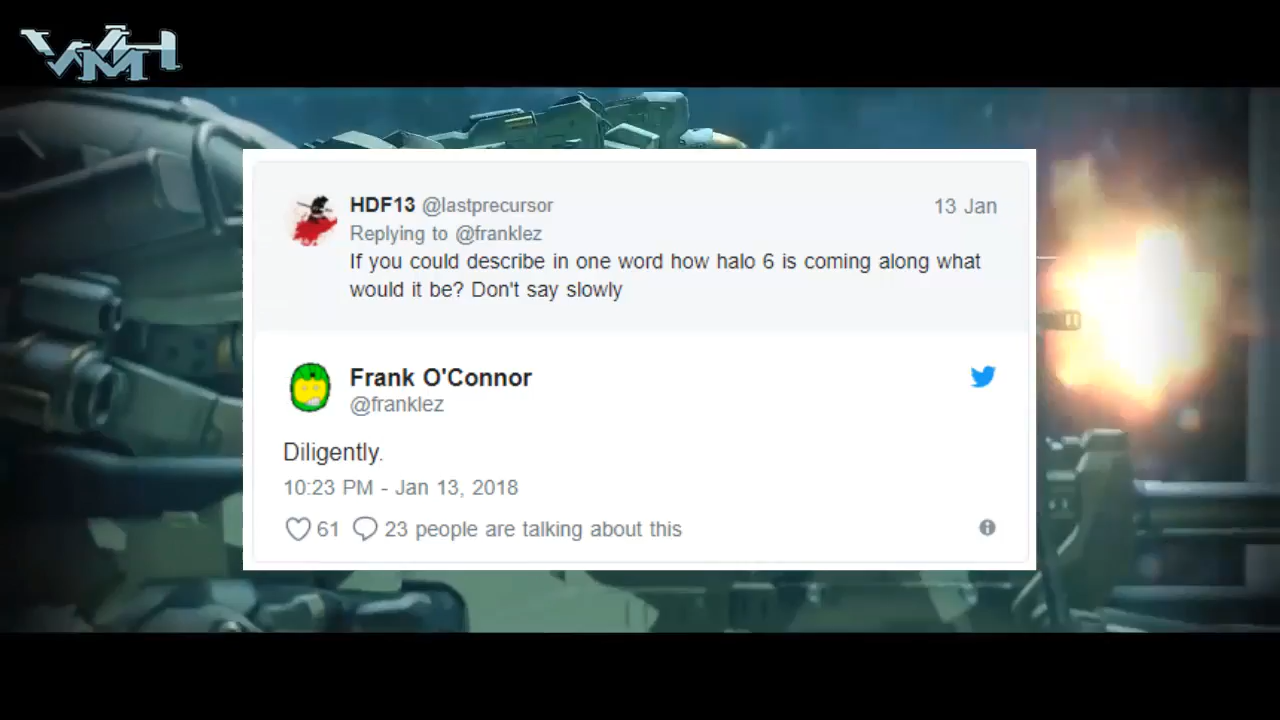 VMH
HDF13 @lastprecursor 13 Jan
Replying to @franklez
If you could describe in one word how halo 6 is coming along what
would it be? Don't say slowly
Frank O'Connor
@franklez
Diligently.
10:23 PM - Jan 13, 2018
61 23 people are talking about this